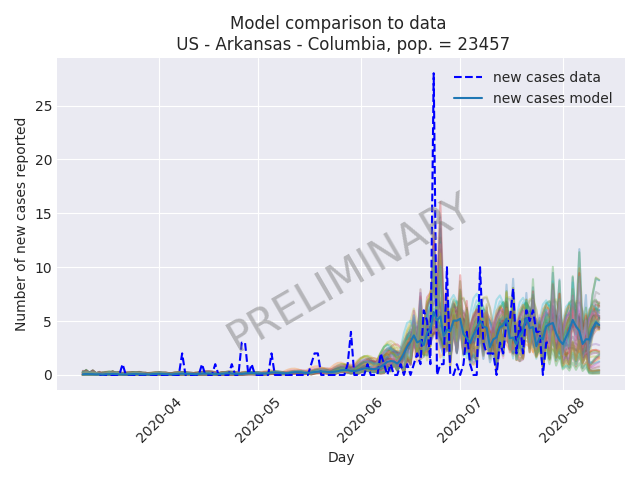 Model comparison to data
US - Arkansas - Columbia, pop. = 23457
new cases data
new cases model
Number of new cases reported
25
20
15
10
5
0
PRELIMINARY
2020-04
2020-05
2020-06
2020-07
2020-08
Day